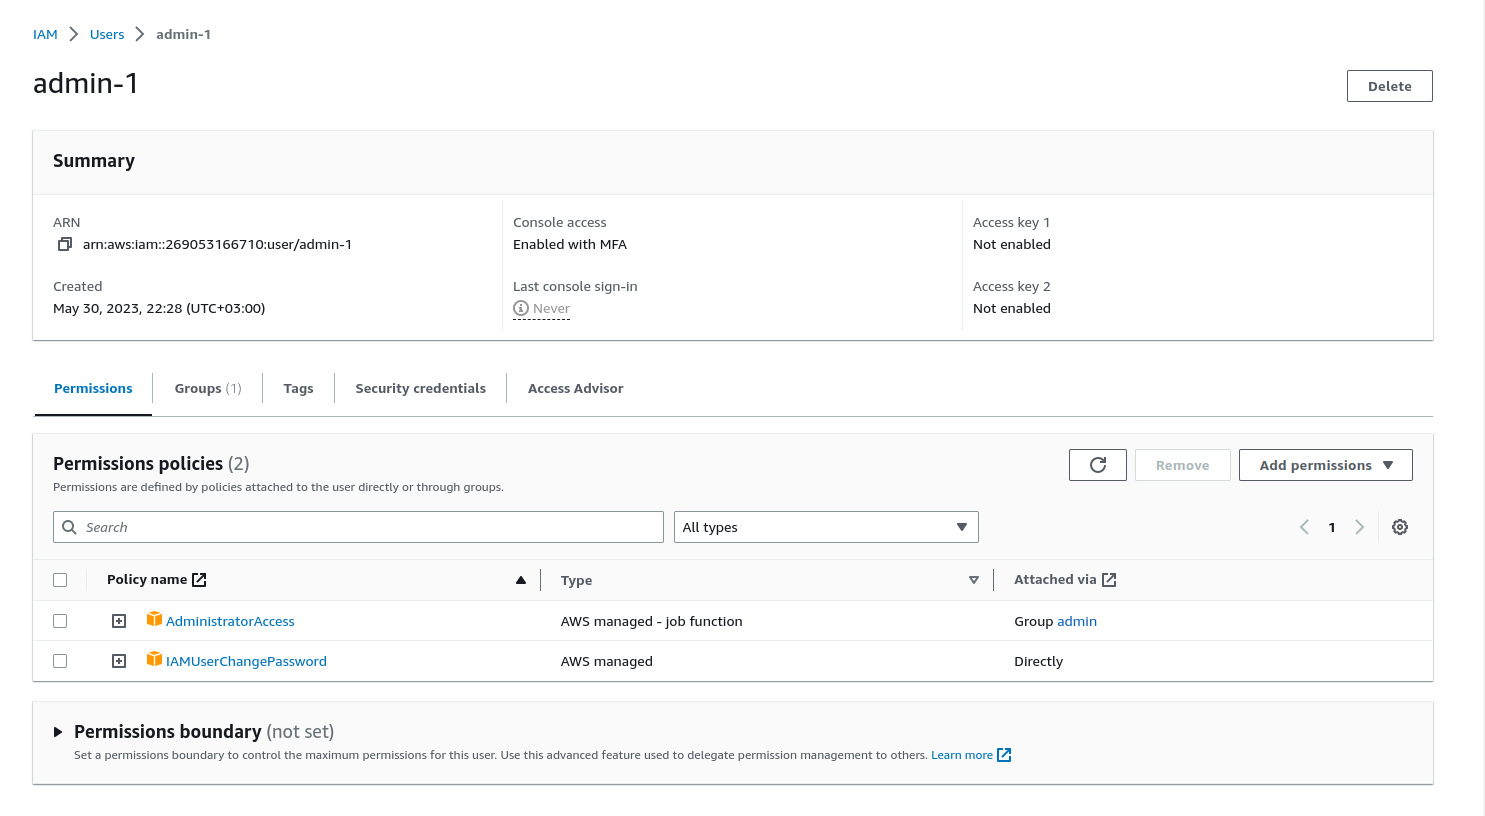 IAM > Users > admin-1
admin-1
Delete
Summary
ARN
arn:aws:iam::269053166710:user/admin-1
Created
May 30, 2023, 22:28 (UTC+03:00)
Console access
Enabled with MFA
Last console sign-in
Never
Access key 1
Not enabled
Access key 2
Not enabled
Permissions Groups (1) Tags Security credentials Access Advisor
Permissions policies (2)
Permissions are defined by policies attached to the user directly or through groups.
Remove
Add permissions
Search
All types
1
Policy name Type Attached via
AdministratorAccess AWS managed - job function Group admin
IAMUserChangePassword AWS managed Directly
Permissions boundary (not set)
Set a permissions boundary to control the maximum permissions for this user. Use this advanced feature used to delegate permission management to others. Learn more